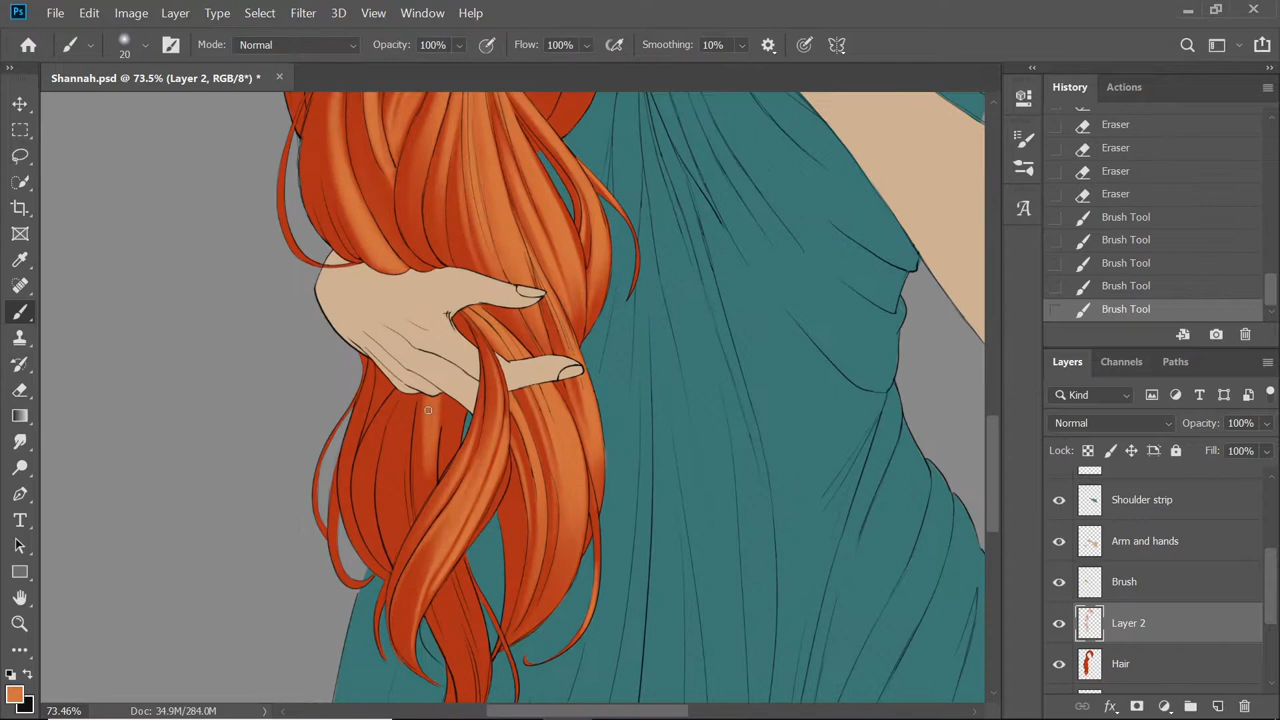 Ps File Edit Image Layer Type Select Filter 3D View Window Help
20 Mode: Normal Opacity: 100% Flow: 100% Smoothing: 10%
Shannah.psd @ 73.5% (Layer 2, RGB/8*) *
History Actions
Eraser
Eraser
Eraser
Eraser
Brush Tool
Brush Tool
Brush Tool
Brush Tool
Brush Tool
Layers Channels Paths
Kind
Normal Opacity: 100%
Lock: Fill: 100%
Shoulder strip
Arm and hands
Brush
Layer 2
Hair
73.46% Doc: 34.9M/284.0M